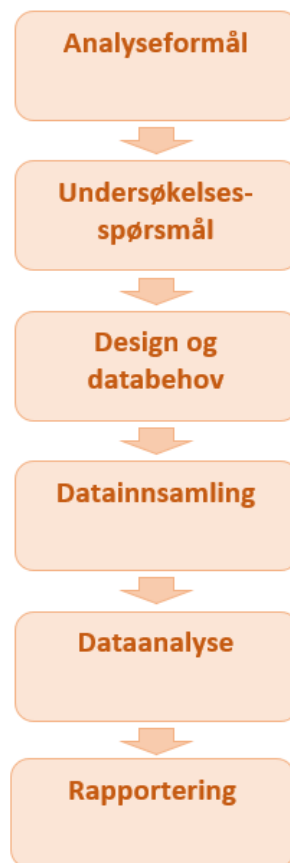 Analyseformål
Undersøkelses-
spørsmål
Design og
databehov
Datainnsamling
Dataanalyse
Rapportering